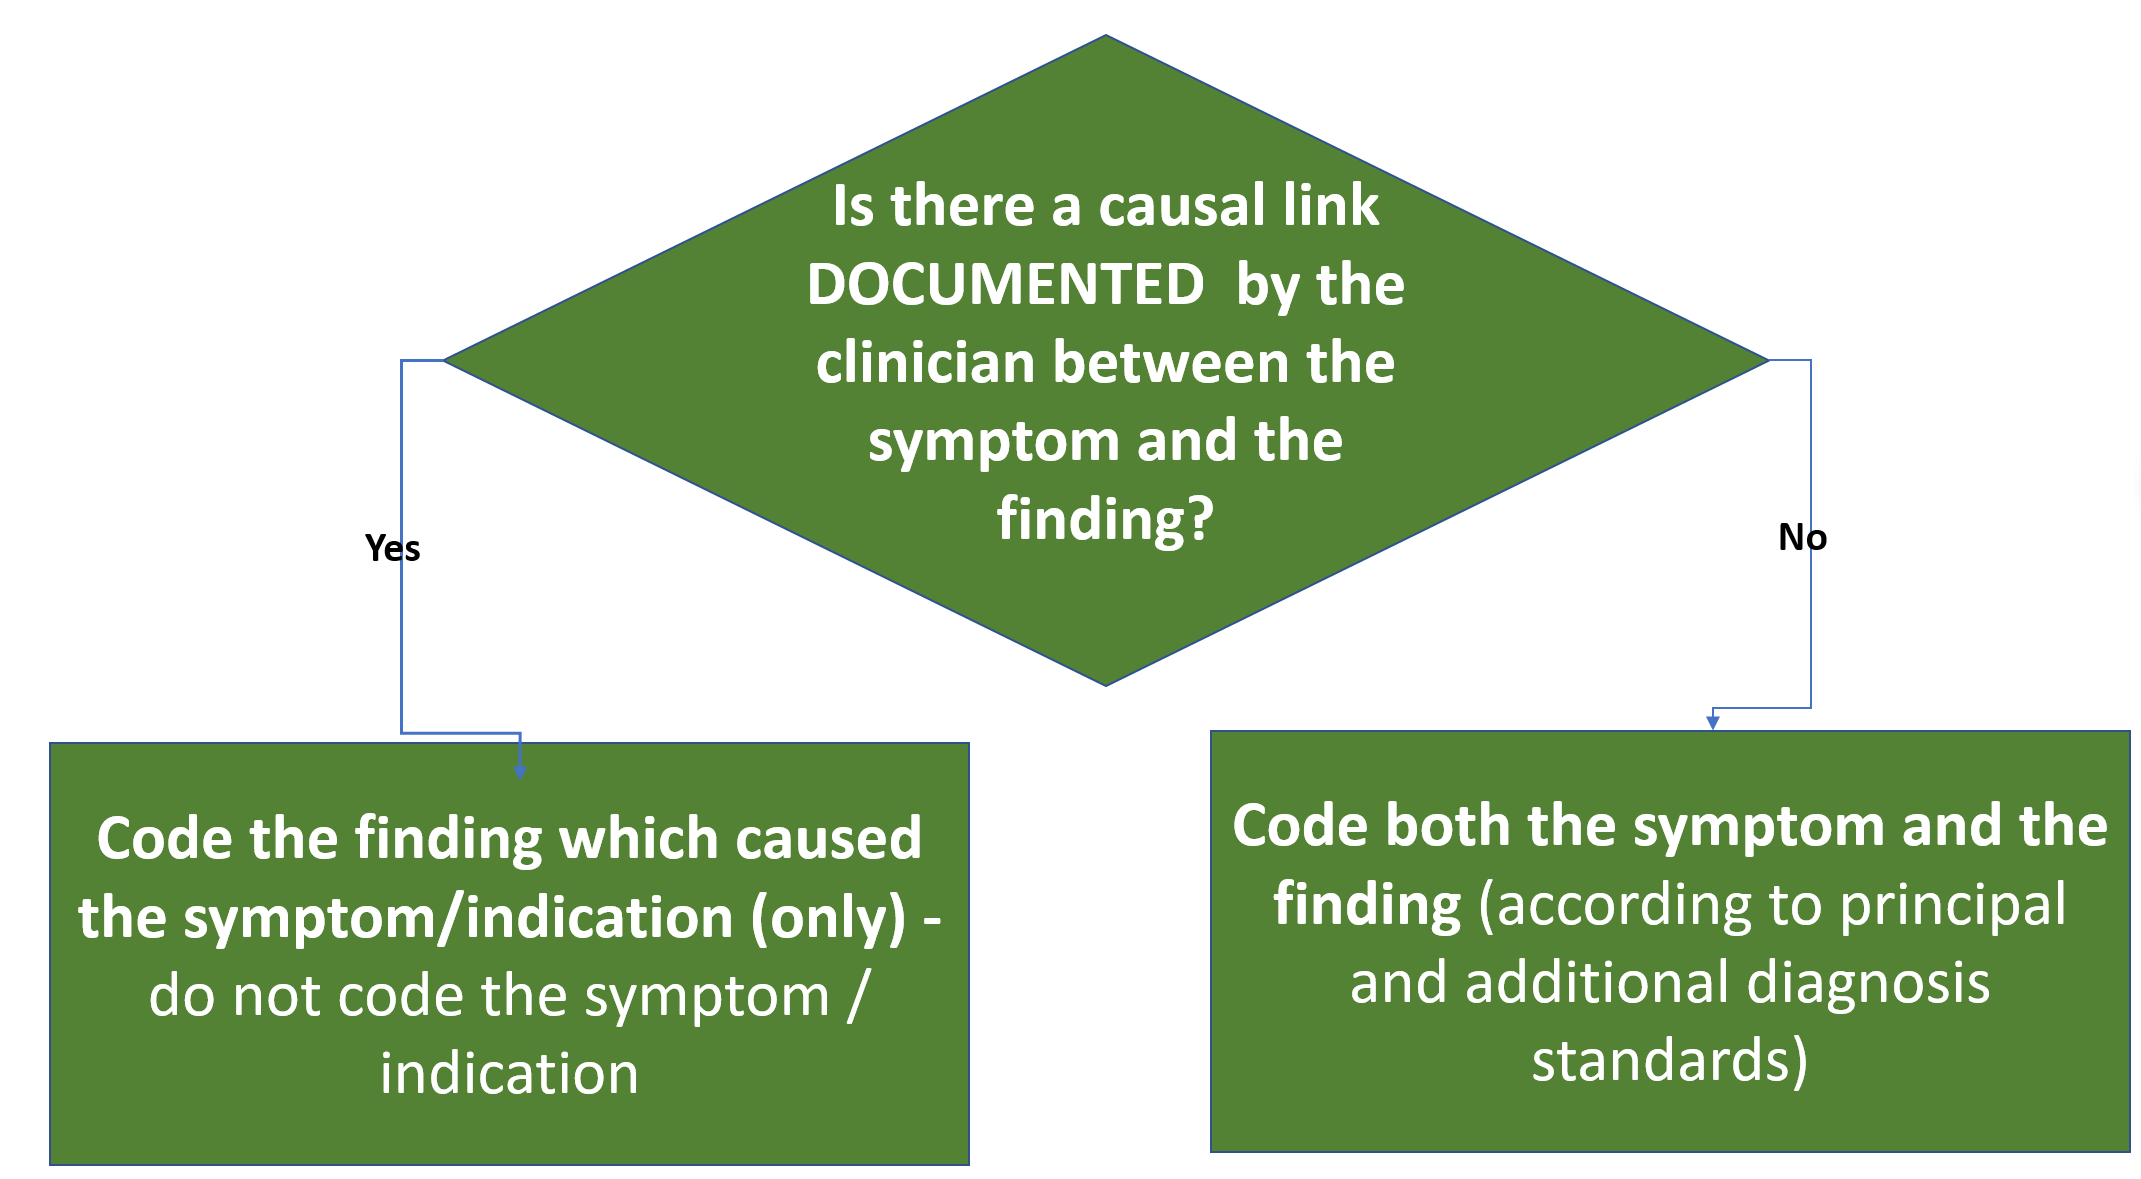 Is there a causal link
DOCUMENTED  by the
clinician between the
symptom and the
finding?
Yes
No
Code the finding which caused
the symptom/indication (only) -
do not code the symptom /
indication
Code both the symptom and the
finding (according to principal
and additional diagnosis
standards)